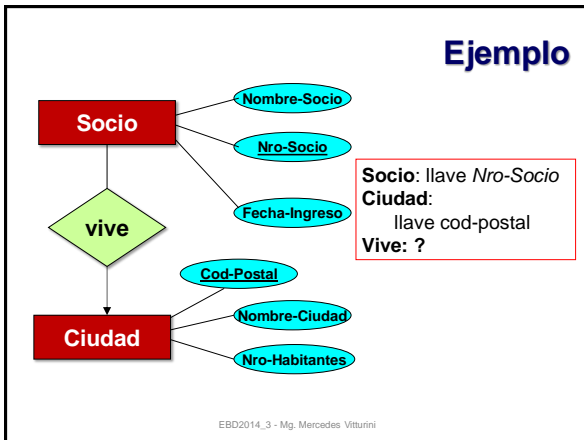 Ejemplo
Nombre-Socio
Socio
Nro-Socio
Fecha-Ingreso
vive
Cod-Postal
Nombre-Ciudad
Ciudad
Nro-Habitantes
Socio: llave Nro-Socio
Ciudad:
llave cod-postal
Vive: ?
EBD2014_3 - Mg. Mercedes Vitturini